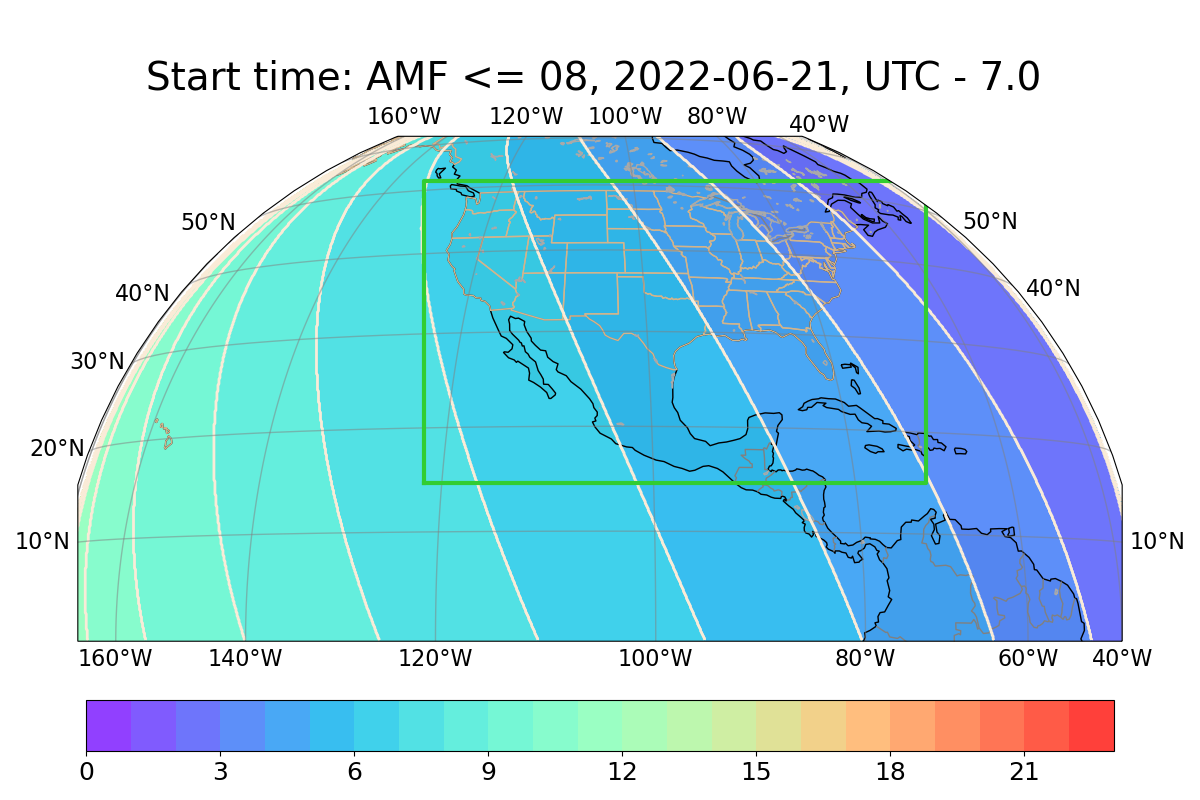 Start time: AMF <= 08, 2022-06-21, UTC - 7.0
160°W 120°W 100°W 80°W 40°W
50°N 50°N
40°N 40°N
30°N
20°N
10°N 10°N
160°W 140°W 120°W 100°W 80°W 60°W 40°W
0 3 6 9 12 15 18 21